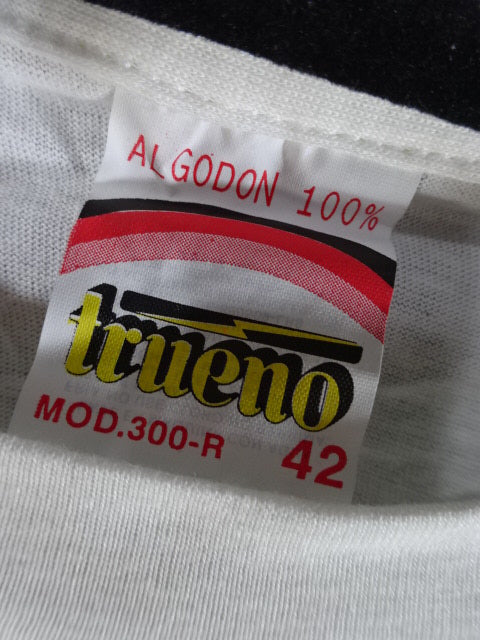 ALGODON 100%
trueno
MOD.300-R 42